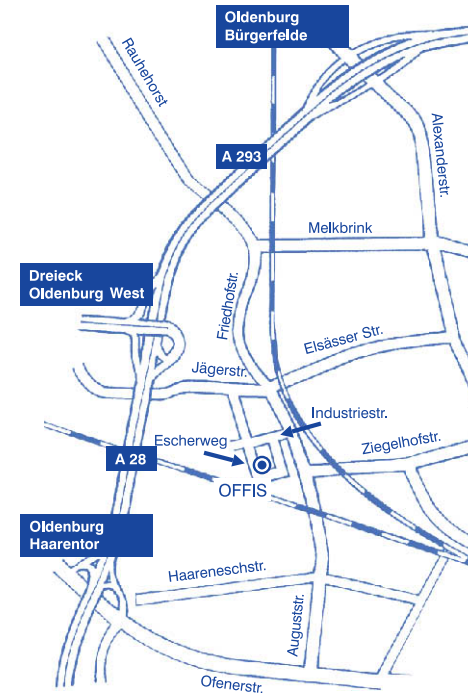 Oldenburg
Bürgerfelde
Rauhehorst
Alexanderstr.
A 293
Melkbrink
Dreieck
Oldenburg West
Friedhofstr.
Elsässer Str.
Jägerstr.
Industriestr.
Escherweg
Ziegelhofstr.
A 28
OFFIS
Oldenburg
Haarentor
Haareneschstr.
Auguststr.
Ofenerstr.